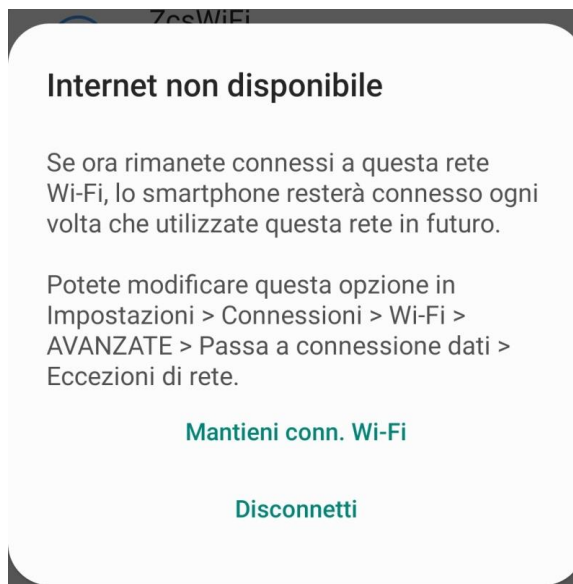 ZcsWiFi
Internet non disponibile
Se ora rimanete connessi a questa rete
Wi-Fi, lo smartphone resterà connesso ogni
volta che utilizzate questa rete in futuro.
Potete modificare questa opzione in
Impostazioni > Connessioni > Wi-Fi >
AVANZATE > Passa a connessione dati >
Eccezioni di rete.
Mantieni conn. Wi-Fi
Disconnetti